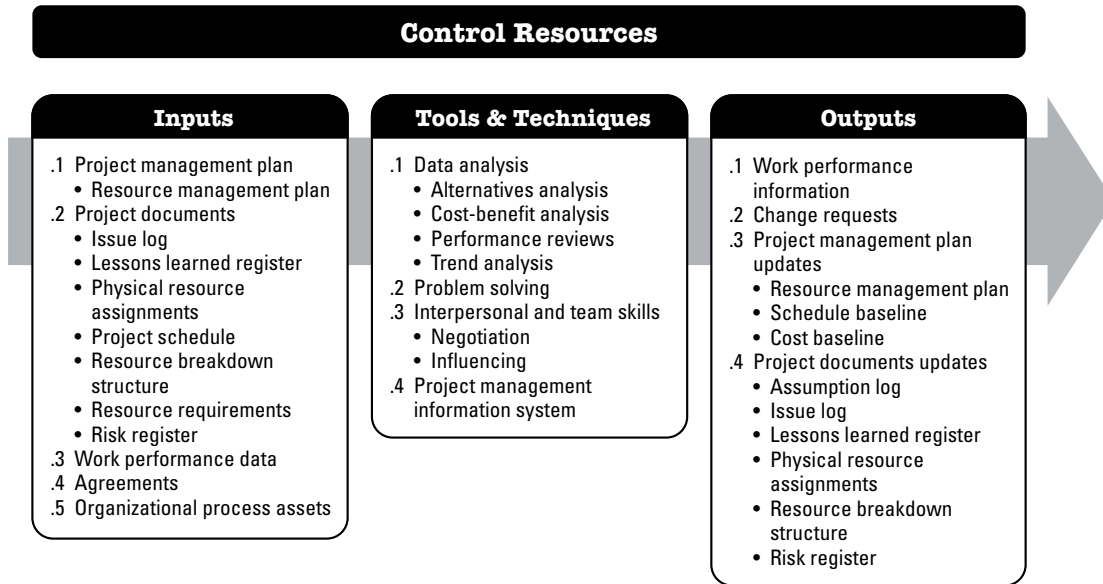 Control Resources
Inputs
.1 Project management plan
• Resource management plan
.2 Project documents
• Issue log
• Lessons learned register
• Physical resource
assignments
• Project schedule
• Resource breakdown
structure
• Resource requirements
• Risk register
.3 Work performance data
.4 Agreements
.5 Organizational process assets
Tools & Techniques
.1 Data analysis
• Alternatives analysis
• Cost-benefit analysis
• Performance reviews
• Trend analysis
.2 Problem solving
.3 Interpersonal and team skills
• Negotiation
• Influencing
.4 Project management
information system
Outputs
.1 Work performance
information
.2 Change requests
.3 Project management plan
updates
• Resource management plan
• Schedule baseline
• Cost baseline
.4 Project documents updates
• Assumption log
• Issue log
• Lessons learned register
• Physical resource
assignments
• Resource breakdown
structure
• Risk register